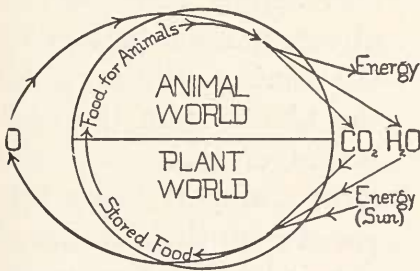 Food for Animals
ANIMAL
WORLD
Energy
O
CO₂ H₂O
PLANT
WORLD
Stored Food
Energy
(Sun)